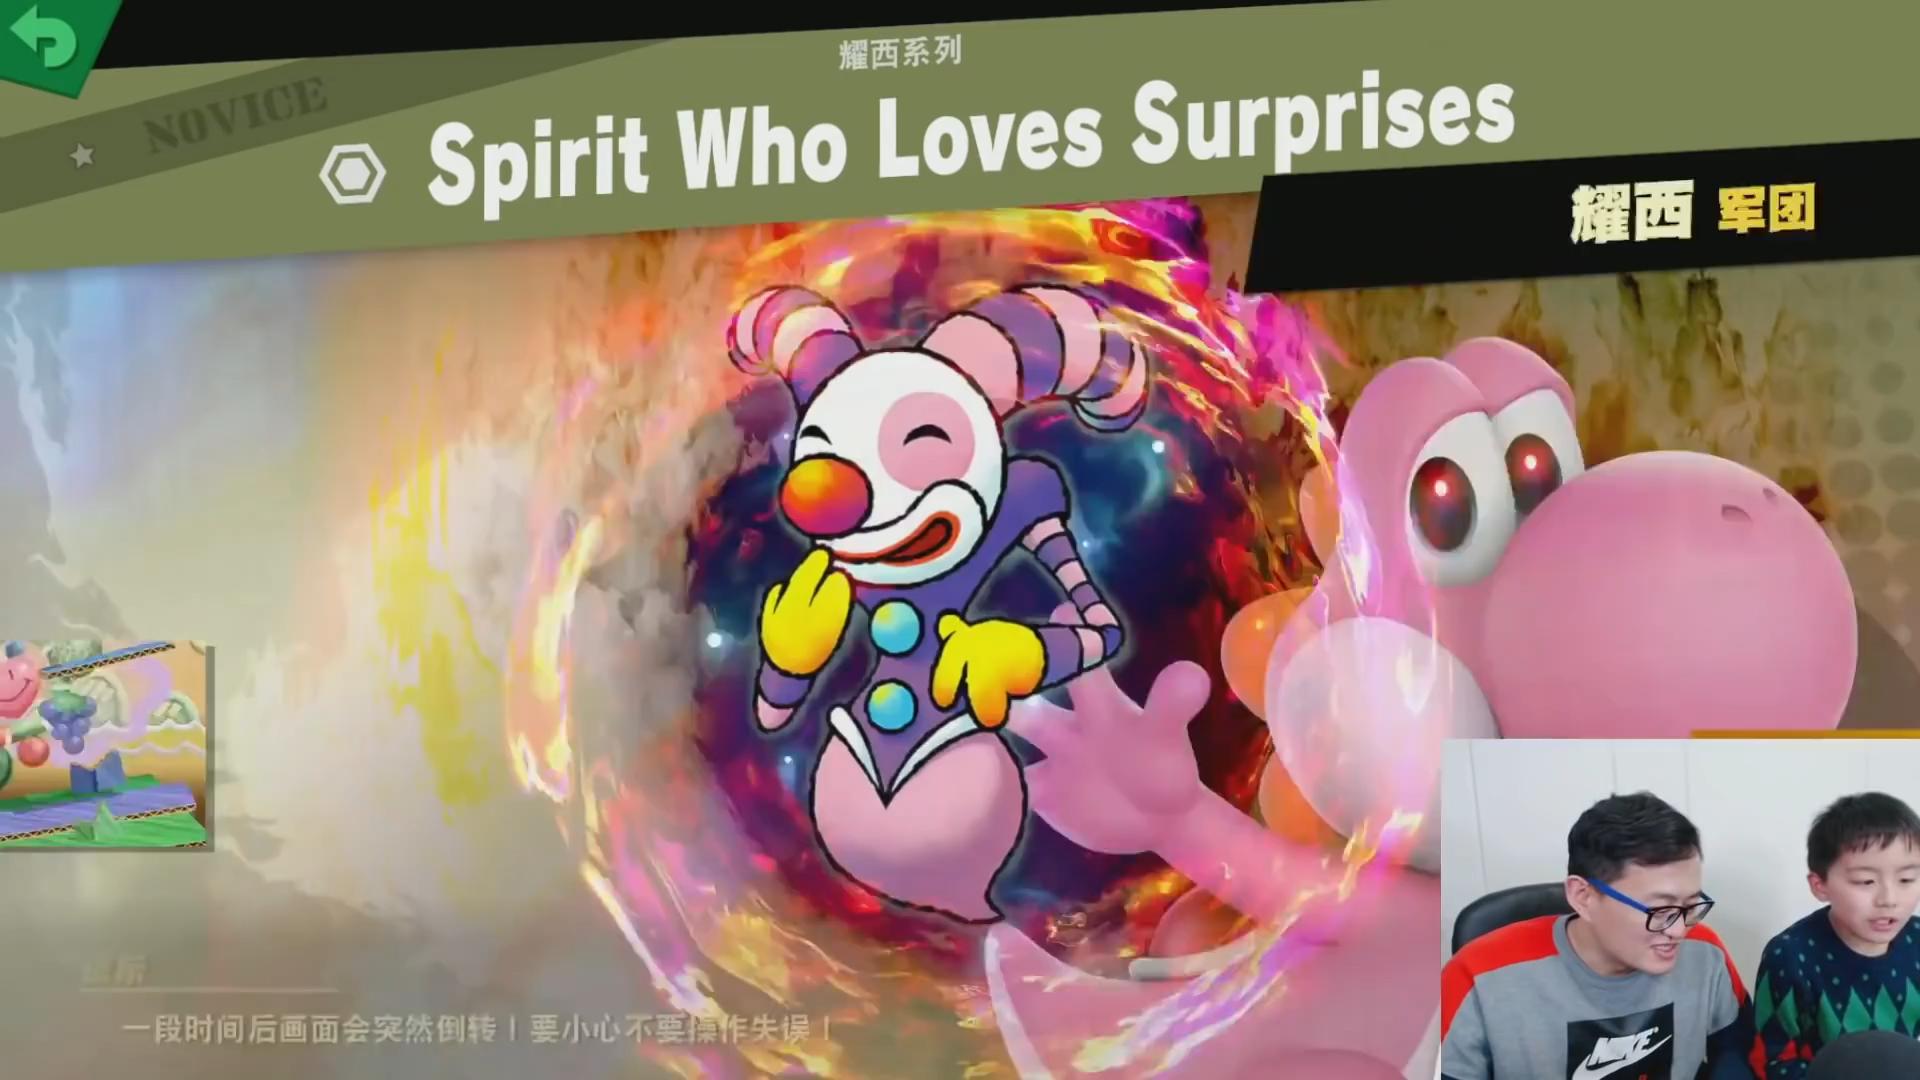 耀西系列
NOVICE
Spirit Who Loves Surprises
耀西 军团
一段时间后画面会突然倒转！要小心不要操作失误！
NIKE